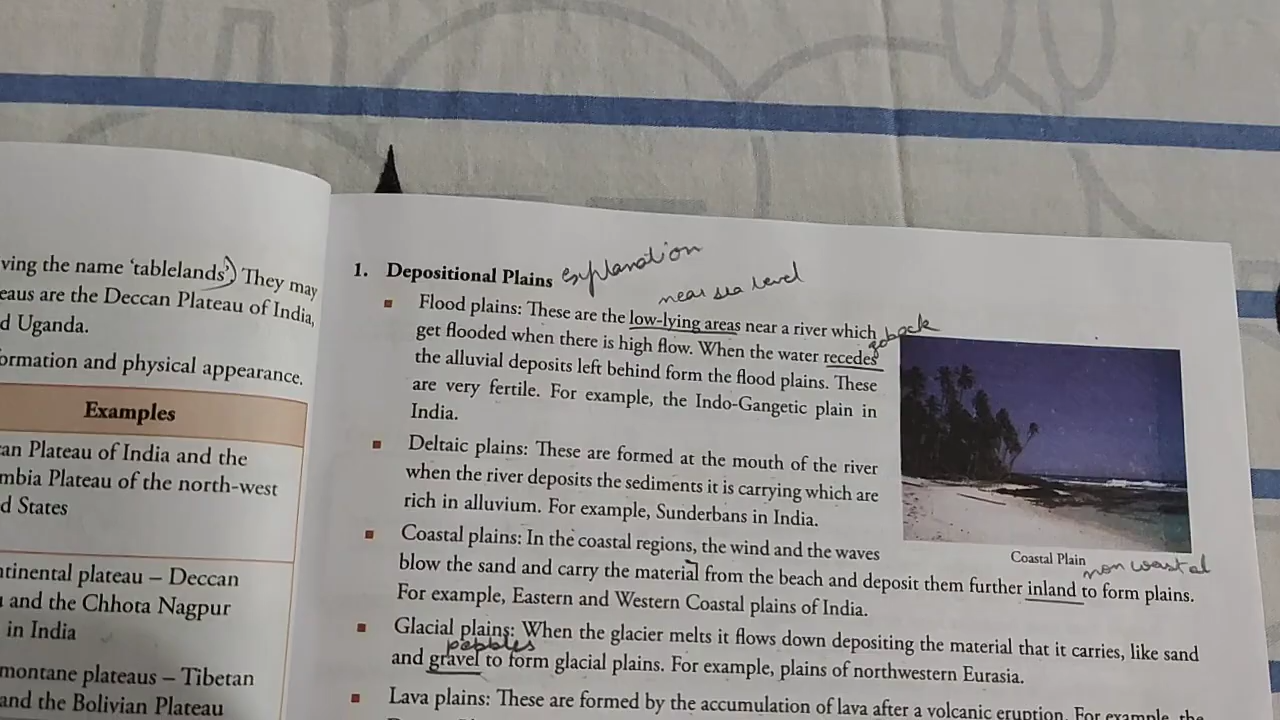 ving the name 'tablelands') They may
eaus are the Deccan Plateau of India,
d Uganda.
ormation and physical appearance.
Examples
an Plateau of India and the
mbia Plateau of the north-west
d States
ntinental plateau – Deccan
and the Chhota Nagpur
in India
montane plateaus – Tibetan
and the Bolivian Plateau
1. Depositional Plains explanation
near sea level
Flood plains: These are the low-lying areas near a river which
go back
get flooded when there is high flow. When the water recedes
the alluvial deposits left behind form the flood plains. These
are very fertile. For example, the Indo-Gangetic plain in
India.
Deltaic plains: These are formed at the mouth of the river
when the river deposits the sediments it is carrying which are
rich in alluvium. For example, Sunderbans in India.
Coastal Plain
Coastal plains: In the coastal regions, the wind and the waves
non coastal
blow the sand and carry the material from the beach and deposit them further inland to form plains.
For example, Eastern and Western Coastal plains of India.
Glacial plains: When the glacier melts it flows down depositing the material that it carries, like sand
pebbles
and gravel to form glacial plains. For example, plains of northwestern Eurasia.
Lava plains: These are formed by the accumulation of lava after a volcanic eruption. For example, the